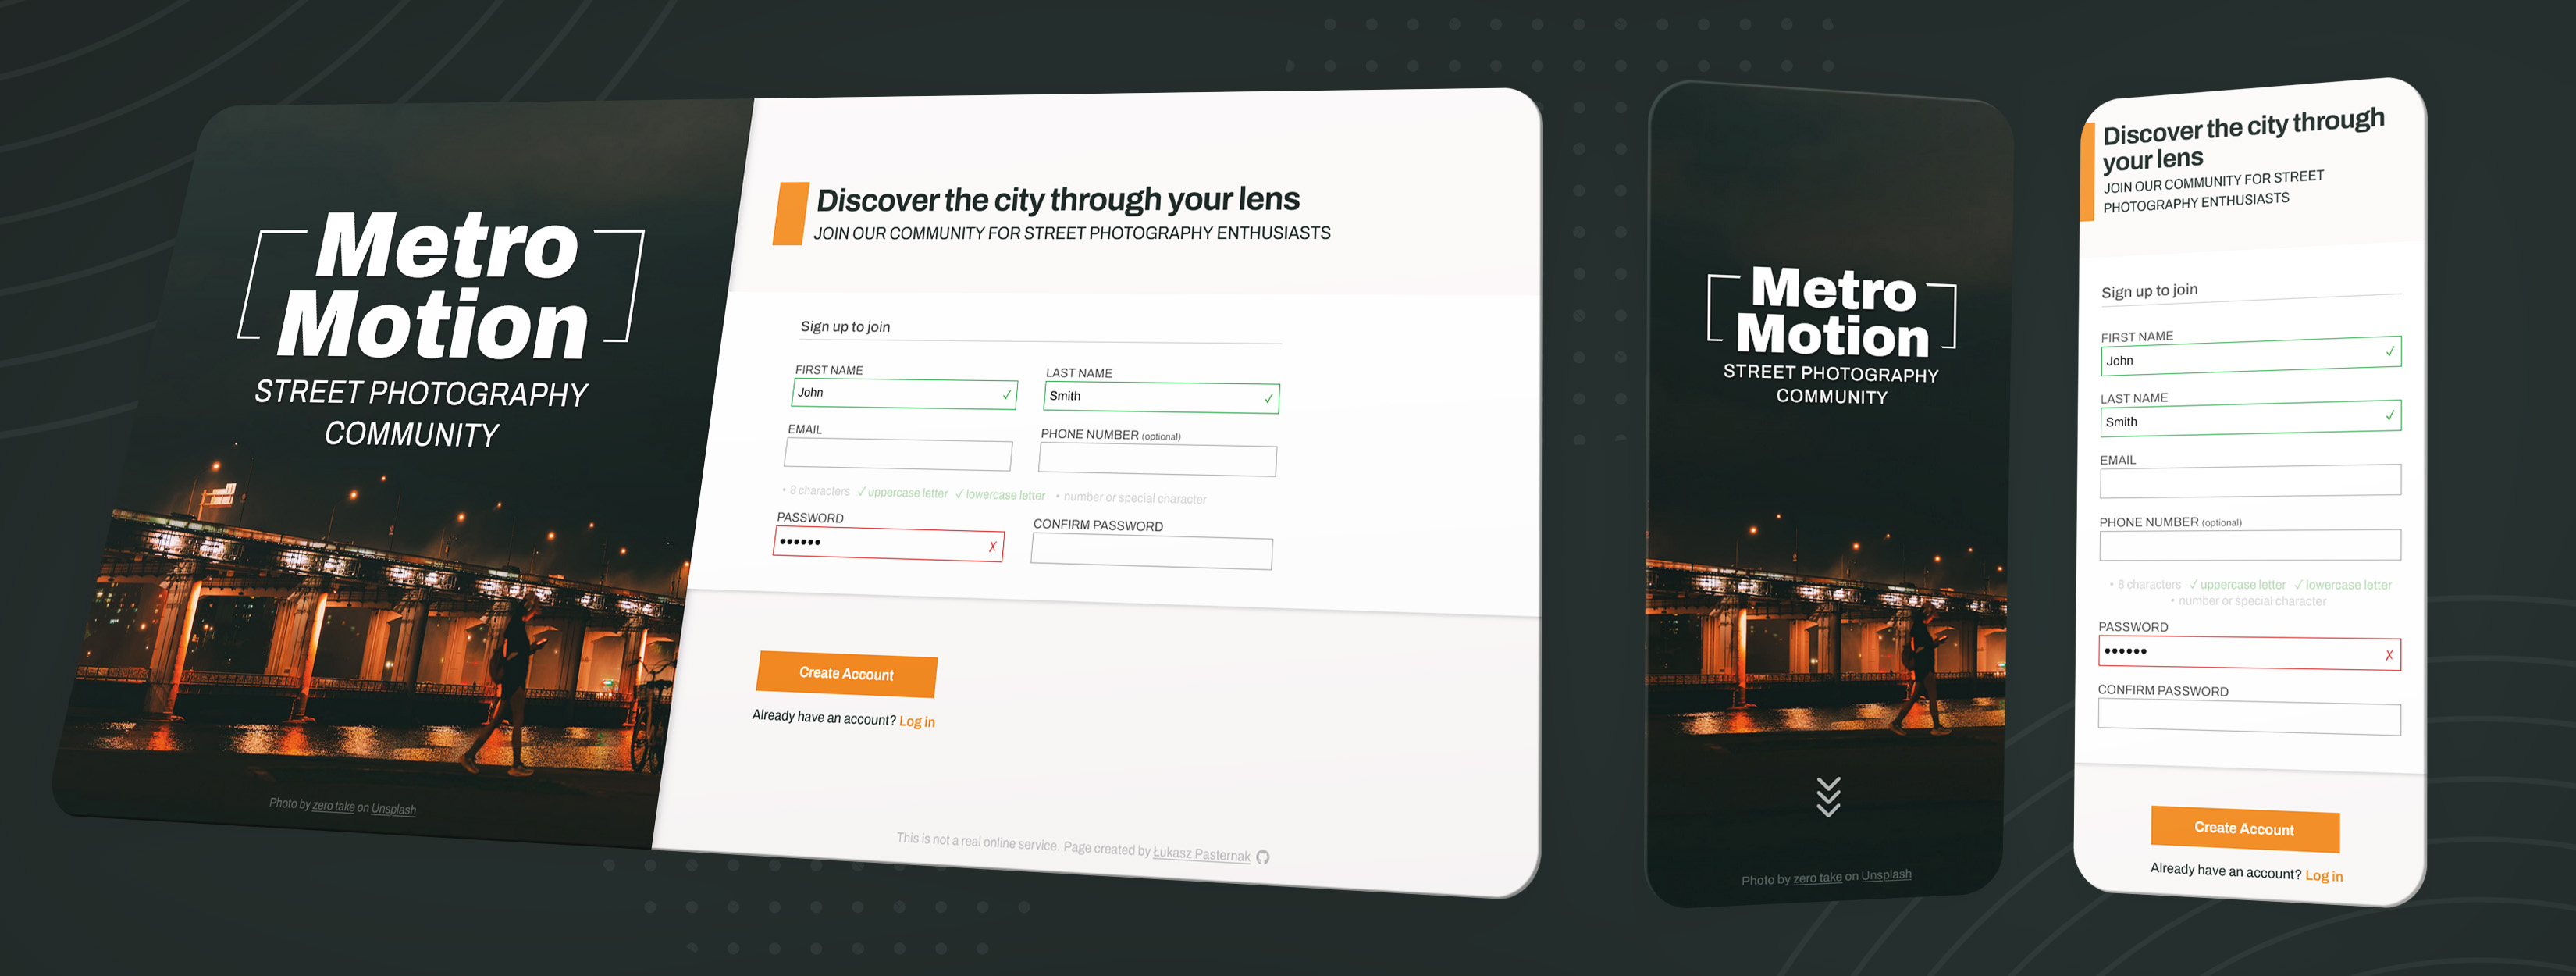 Metro
Motion
STREET PHOTOGRAPHY
COMMUNITY
Photo by zero take on Unsplash
Discover the city through your lens
JOIN OUR COMMUNITY FOR STREET PHOTOGRAPHY ENTHUSIASTS
Sign up to join
FIRST NAME LAST NAME
John ✓ Smith ✓
EMAIL PHONE NUMBER (optional)
• 8 characters ✓ uppercase letter ✓ lowercase letter • number or special character
PASSWORD CONFIRM PASSWORD
•••••• ✗
Create Account
Already have an account? Log in
This is not a real online service. Page created by Łukasz Pasternak
Metro
Motion
STREET PHOTOGRAPHY
COMMUNITY
Photo by zero take on Unsplash
Discover the city through
your lens
JOIN OUR COMMUNITY FOR STREET
PHOTOGRAPHY ENTHUSIASTS
Sign up to join
FIRST NAME
John ✓
LAST NAME
Smith ✓
EMAIL
PHONE NUMBER (optional)
• 8 characters ✓ uppercase letter ✓ lowercase letter
• number or special character
PASSWORD
•••••• ✗
CONFIRM PASSWORD
Create Account
Already have an account? Log in